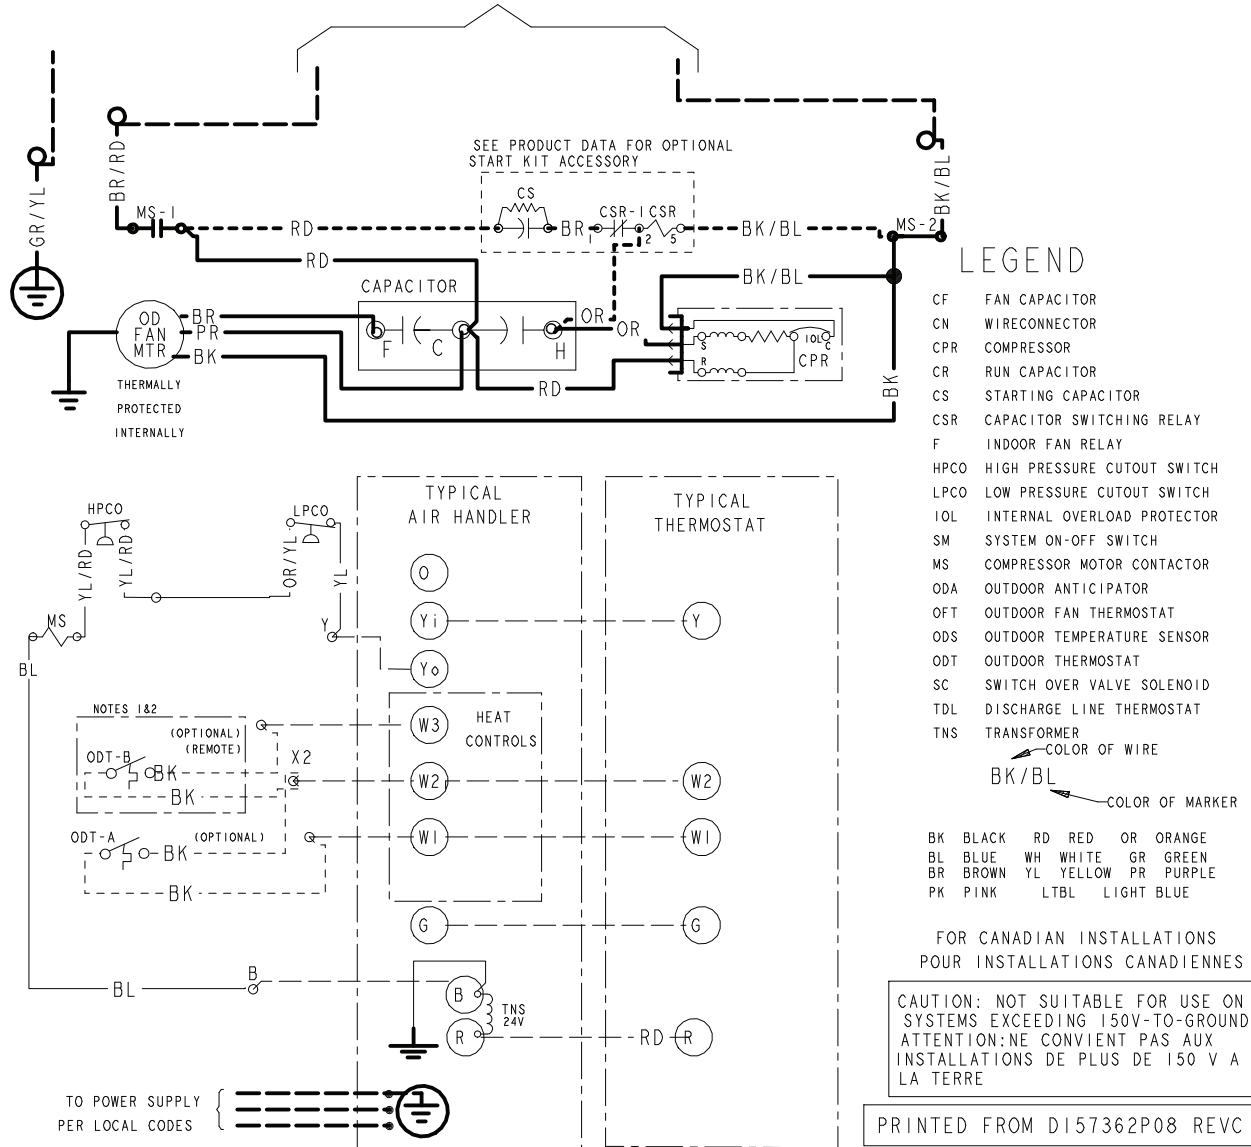 SEE PRODUCT DATA FOR OPTIONAL
START KIT ACCESSORY
BR/RD
GR/YL
BK/BL
CS
MS-1
RD
BR
CSR-1 CSR
1
2
5
BK/BL
MS-2
RD
BK/BL
CAPACITOR
OR
OR
OD
FAN
MTR
BR
PR
BK
F
C
H
S
R
IOL
C
CPR
RD
BK
THERMALLY
PROTECTED
INTERNALLY
LEGEND
CF FAN CAPACITOR
CN WIRECONNECTOR
CPR COMPRESSOR
CR RUN CAPACITOR
CS STARTING CAPACITOR
CSR CAPACITOR SWITCHING RELAY
F INDOOR FAN RELAY
HPCO HIGH PRESSURE CUTOUT SWITCH
LPCO LOW PRESSURE CUTOUT SWITCH
IOL INTERNAL OVERLOAD PROTECTOR
SM SYSTEM ON-OFF SWITCH
MS COMPRESSOR MOTOR CONTACTOR
ODA OUTDOOR ANTICIPATOR
OFT OUTDOOR FAN THERMOSTAT
ODS OUTDOOR TEMPERATURE SENSOR
ODT OUTDOOR THERMOSTAT
SC SWITCH OVER VALVE SOLENOID
TDL DISCHARGE LINE THERMOSTAT
TNS TRANSFORMER
COLOR OF WIRE
BK/BL
COLOR OF MARKER
BK BLACK RD RED OR ORANGE
BL BLUE WH WHITE GR GREEN
BR BROWN YL YELLOW PR PURPLE
PK PINK LTBL LIGHT BLUE
FOR CANADIAN INSTALLATIONS
POUR INSTALLATIONS CANADIENNES
CAUTION: NOT SUITABLE FOR USE ON
SYSTEMS EXCEEDING 150V-TO-GROUND
ATTENTION:NE CONVIENT PAS AUX
INSTALLATIONS DE PLUS DE 150 V A
LA TERRE
PRINTED FROM D157362P08 REVC
HPCO
LPCO
YL/RD
YL/RD
OR/YL
YL
MS
Y
BL
TYPICAL
AIR HANDLER
TYPICAL
THERMOSTAT
O
Yi
Y
Yo
NOTES 1&2
(OPTIONAL)
(REMOTE)
ODT-B
BK
BK
X2
W3
HEAT
CONTROLS
W2
W2
ODT-A
(OPTIONAL)
BK
BK
W1
W1
G
G
BL
B
B
TNS
24V
R
RD
R
TO POWER SUPPLY
PER LOCAL CODES